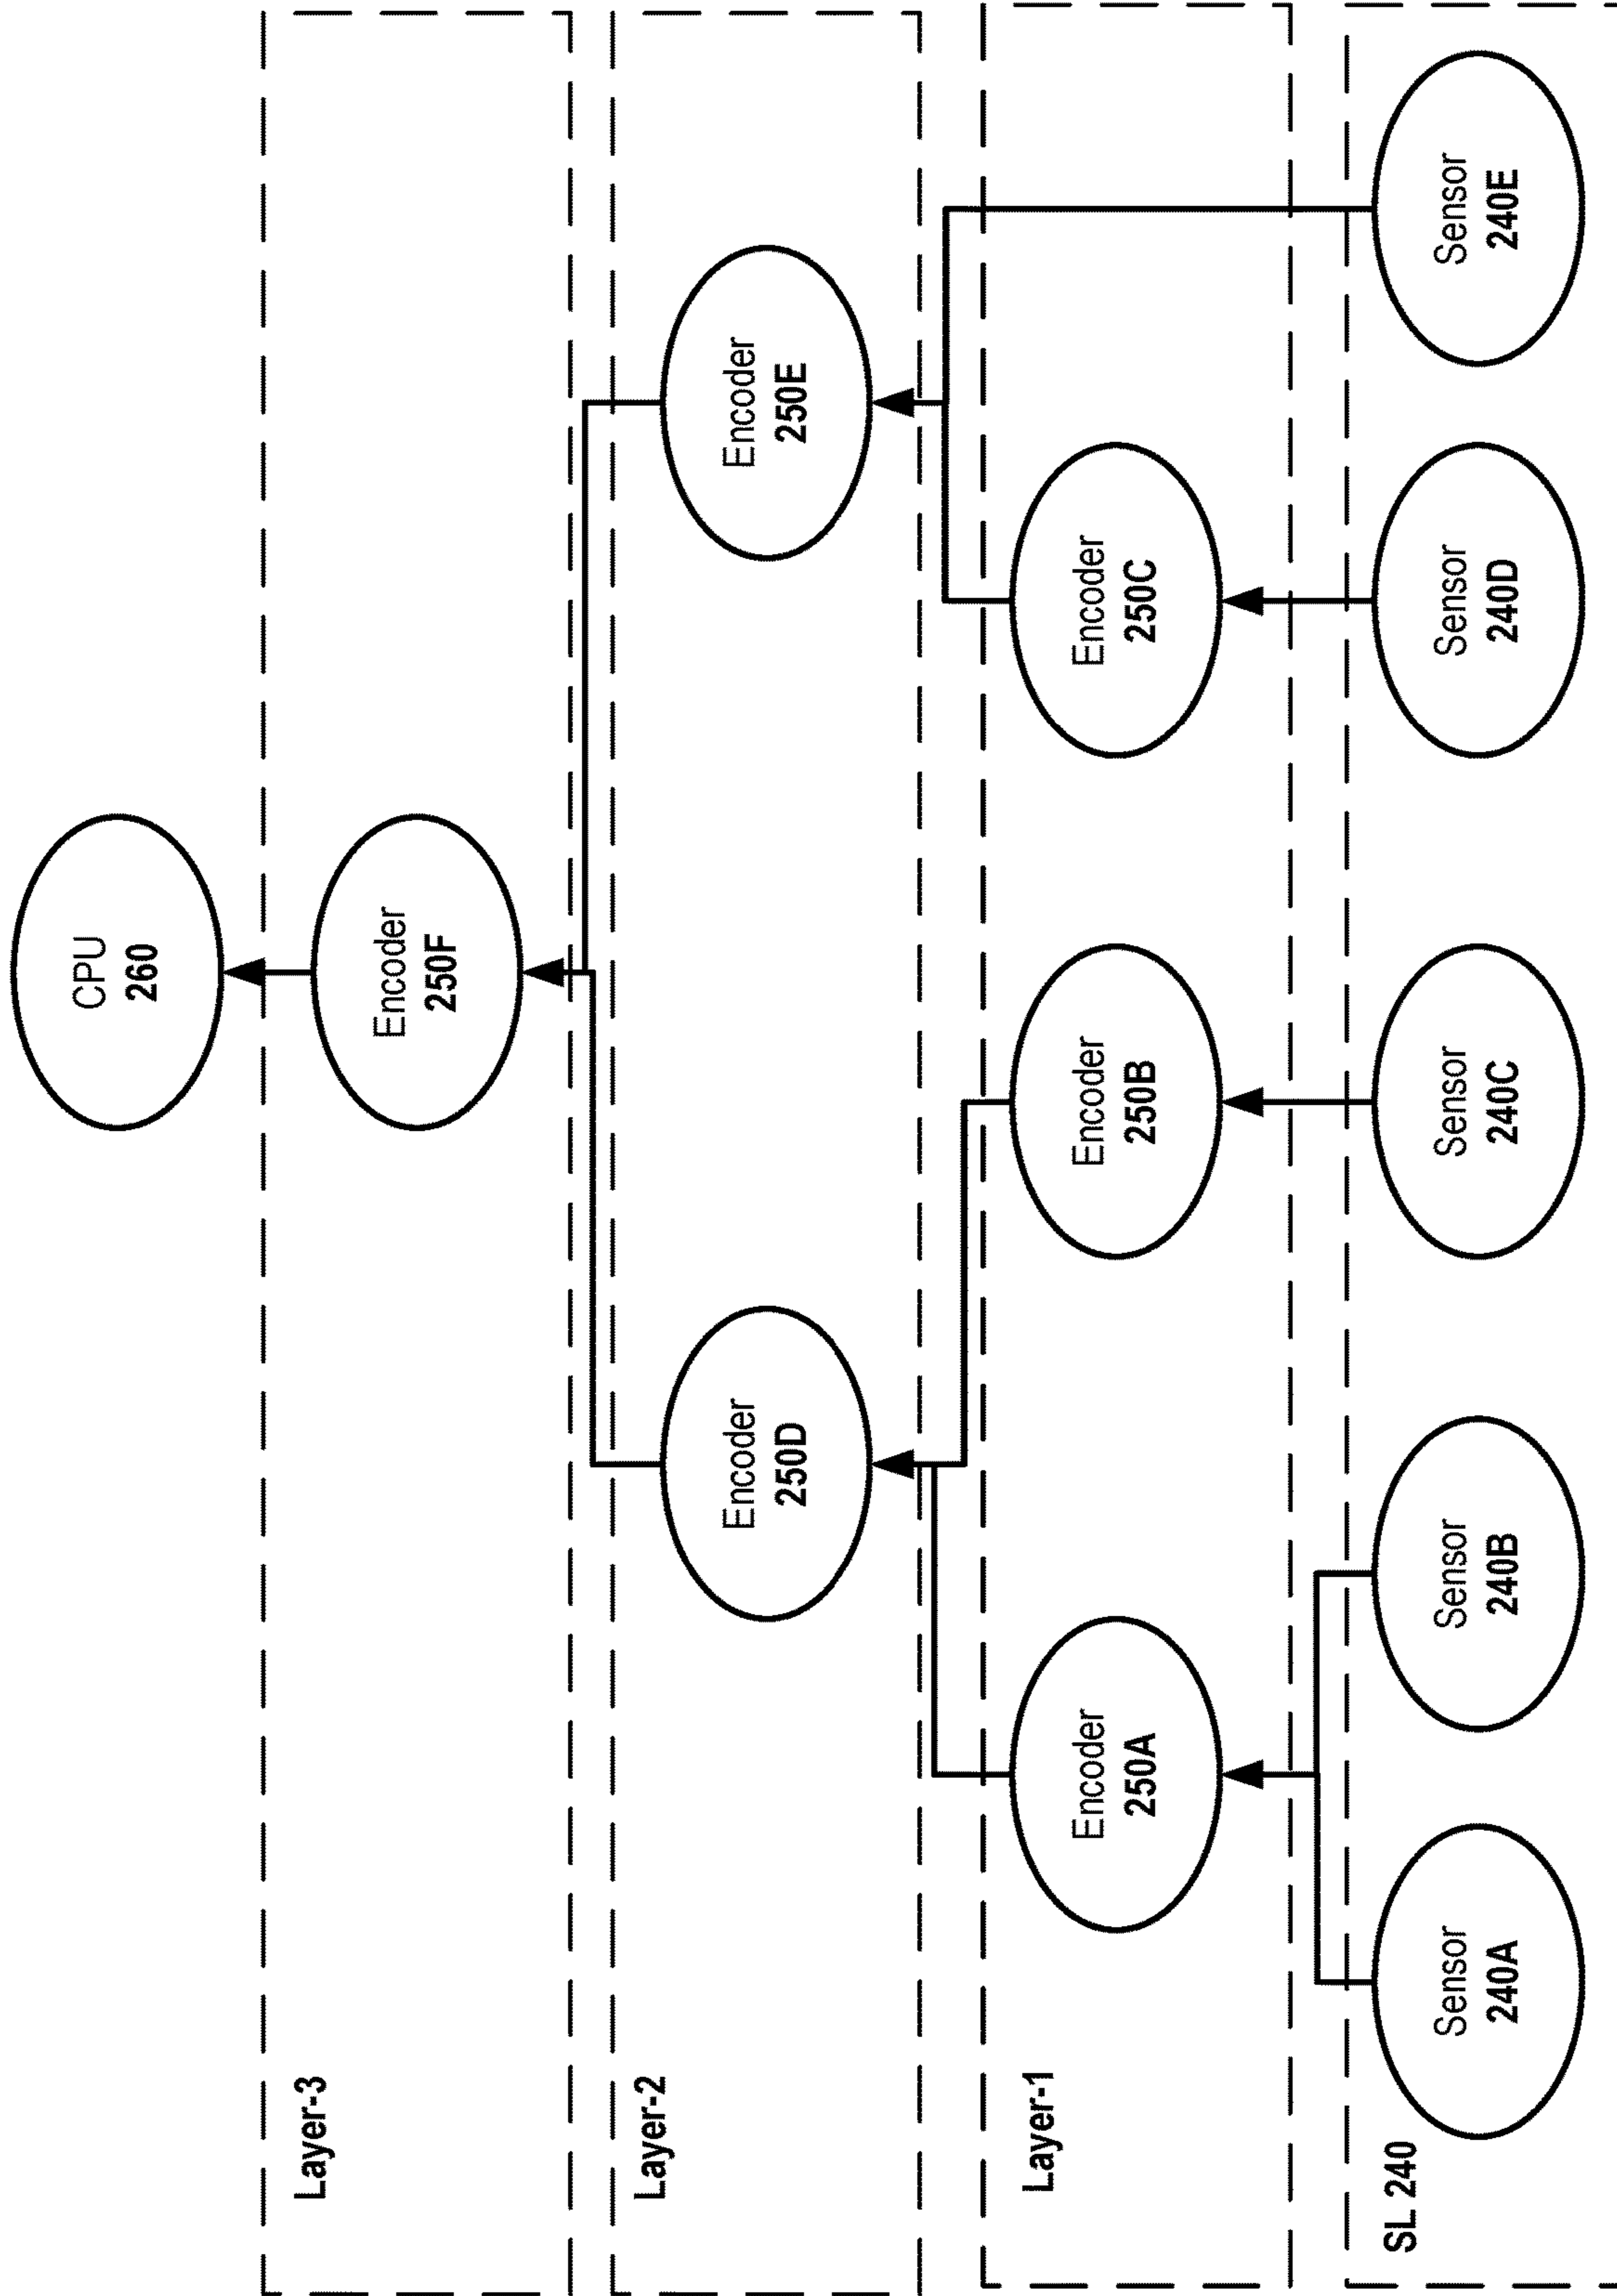 CPU
260
Layer-3
Encoder
250F
Layer-2
Encoder
250D
Encoder
250E
Layer-1
Encoder
250A
Encoder
250B
Encoder
250C
SL 240
Sensor
240A
Sensor
240B
Sensor
240C
Sensor
240D
Sensor
240E